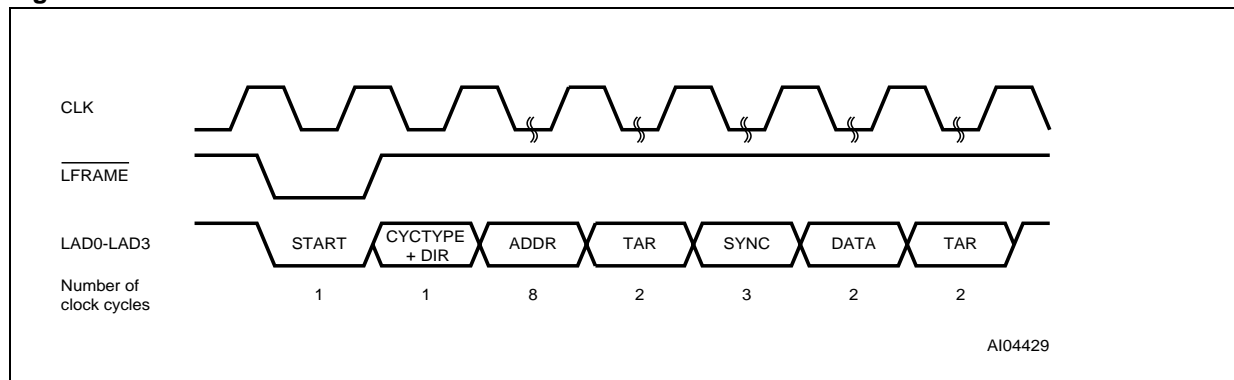 CLK
LFRAME
LAD0-LAD3
START
CYCTYPE
+ DIR
ADDR
TAR
SYNC
DATA
TAR
Number of
clock cycles
1
1
8
2
3
2
2
AI04429